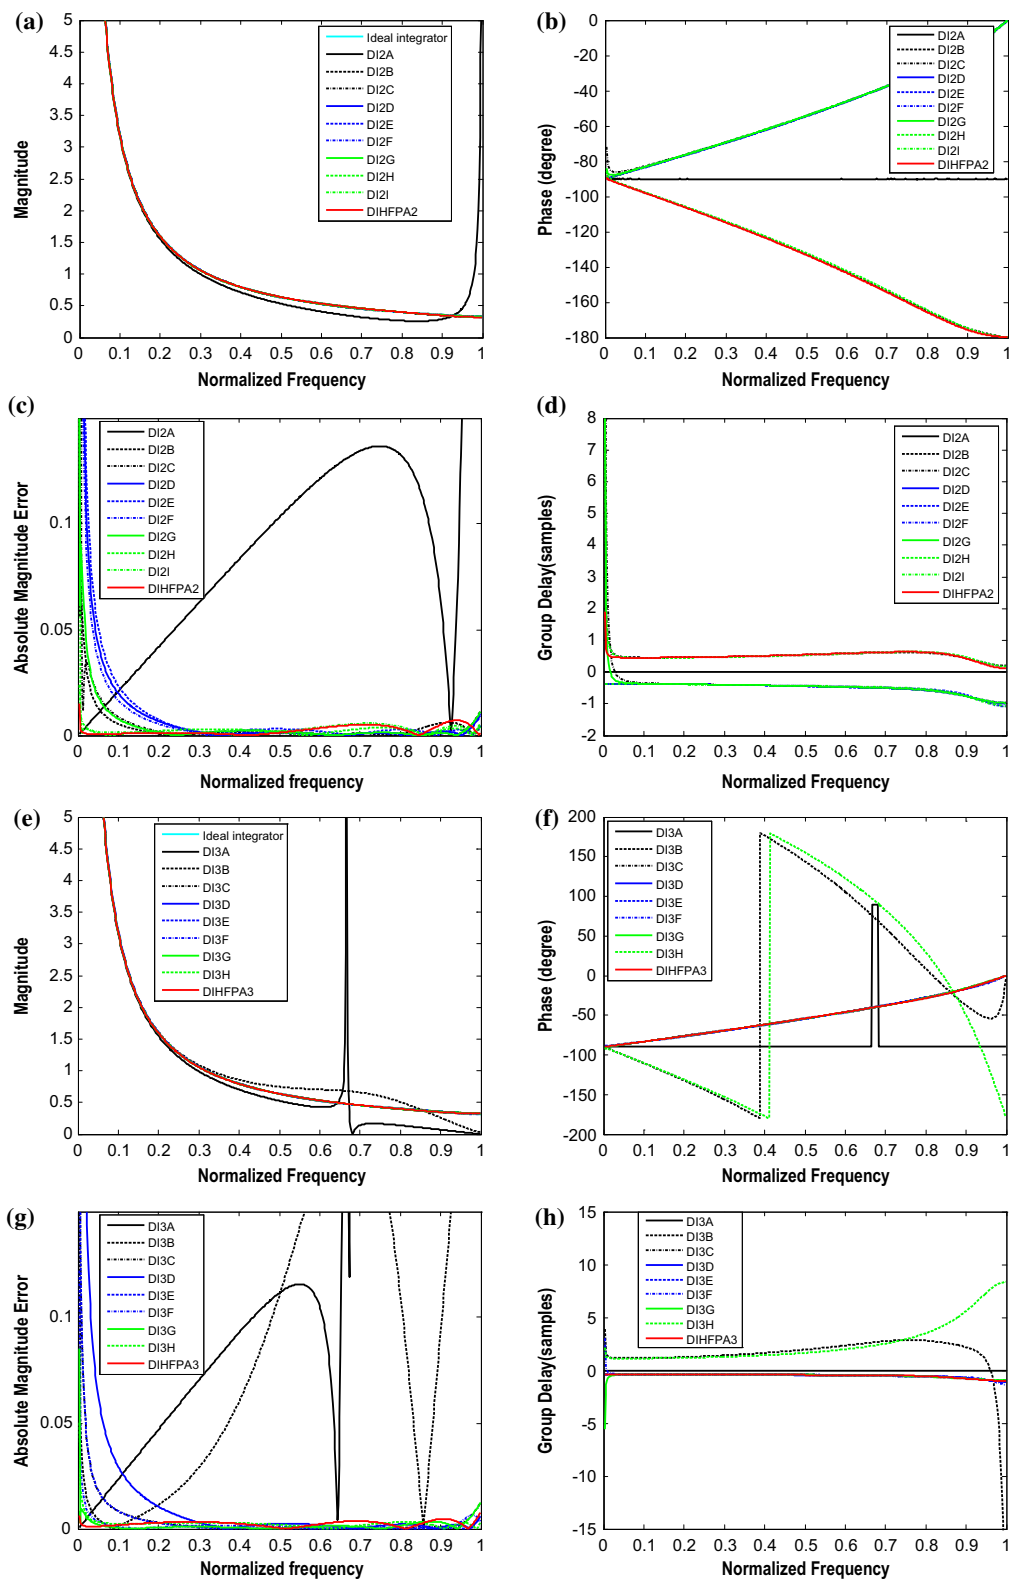 (a)
5
4.5
4
3.5
3
2.5
2
1.5
1
0.5
0
Magnitude
Ideal integrator
DI2A
DI2B
DI2C
DI2D
DI2E
DI2F
DI2G
DI2H
DI2I
DIHFPA2
0 0.1 0.2 0.3 0.4 0.5 0.6 0.7 0.8 0.9 1
Normalized Frequency
(b)
0
-20
-40
-60
-80
-100
-120
-140
-160
-180
Phase (degree)
DI2A
DI2B
DI2C
DI2D
DI2E
DI2F
DI2G
DI2H
DI2I
DIHFPA2
0 0.1 0.2 0.3 0.4 0.5 0.6 0.7 0.8 0.9 1
Normalized Frequency
(c)
0.1
0.05
0
Absolute Magnitude Error
DI2A
DI2B
DI2C
DI2D
DI2E
DI2F
DI2G
DI2H
DI2I
DIHFPA2
0 0.1 0.2 0.3 0.4 0.5 0.6 0.7 0.8 0.9 1
Normalized frequency
(d)
8
7
6
5
4
3
2
1
0
-1
-2
Group Delay(samples)
DI2A
DI2B
DI2C
DI2D
DI2E
DI2F
DI2G
DI2H
DI2I
DIHFPA2
0 0.1 0.2 0.3 0.4 0.5 0.6 0.7 0.8 0.9 1
Normalized Frequency
(e)
5
4.5
4
3.5
3
2.5
2
1.5
1
0.5
0
Magnitude
Ideal integrator
DI3A
DI3B
DI3C
DI3D
DI3E
DI3F
DI3G
DI3H
DIHFPA3
0 0.1 0.2 0.3 0.4 0.5 0.6 0.7 0.8 0.9 1
Normalized Frequency
(f)
200
150
100
50
0
-50
-100
-150
-200
Phase (degree)
DI3A
DI3B
DI3C
DI3D
DI3E
DI3F
DI3G
DI3H
DIHFPA3
0 0.1 0.2 0.3 0.4 0.5 0.6 0.7 0.8 0.9 1
Normalized Frequency
(g)
0.1
0.05
0
Absolute Magnitude Error
DI3A
DI3B
DI3C
DI3D
DI3E
DI3F
DI3G
DI3H
DIHFPA3
0 0.1 0.2 0.3 0.4 0.5 0.6 0.7 0.8 0.9 1
Normalized frequency
(h)
15
10
5
0
-5
-10
-15
Group Delay(samples)
DI3A
DI3B
DI3C
DI3D
DI3E
DI3F
DI3G
DI3H
DIHFPA3
0 0.1 0.2 0.3 0.4 0.5 0.6 0.7 0.8 0.9 1
Normalized Frequency